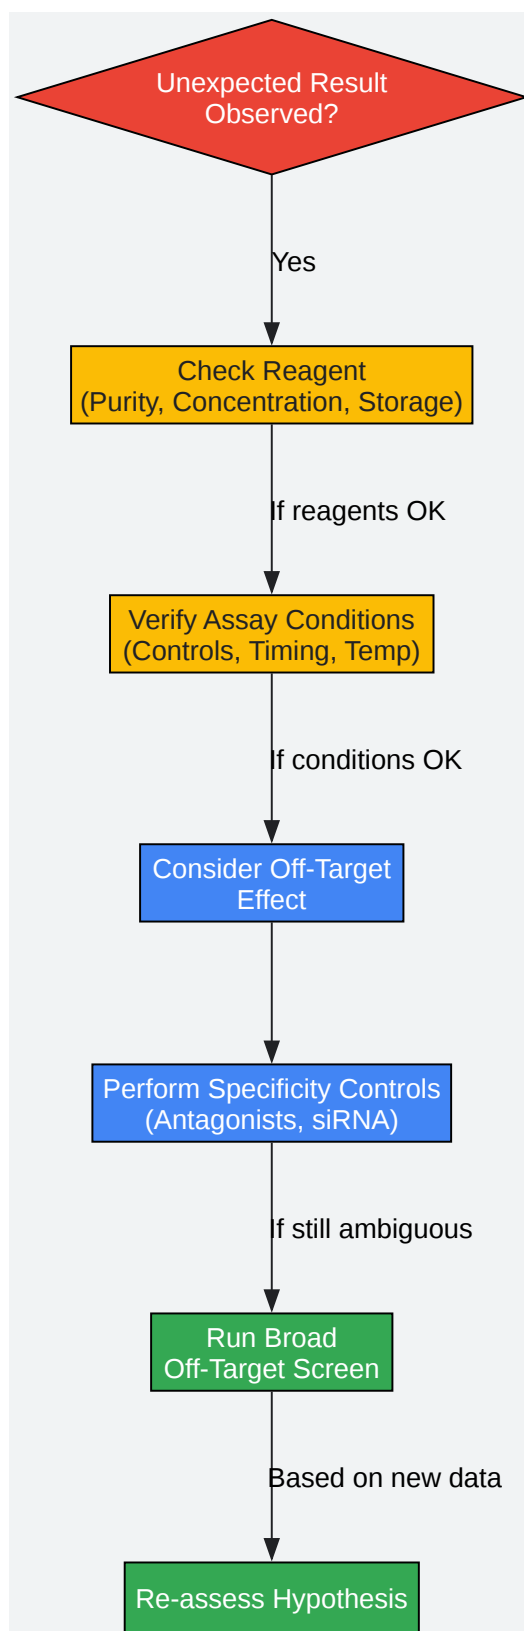 Unexpected Result
Observed?
Yes
Check Reagent
(Purity, Concentration, Storage)
If reagents OK
Verify Assay Conditions
(Controls, Timing, Temp)
If conditions OK
Consider Off-Target
Effect
Perform Specificity Controls
(Antagonists, siRNA)
If still ambiguous
Run Broad
Off-Target Screen
Based on new data
Re-assess Hypothesis